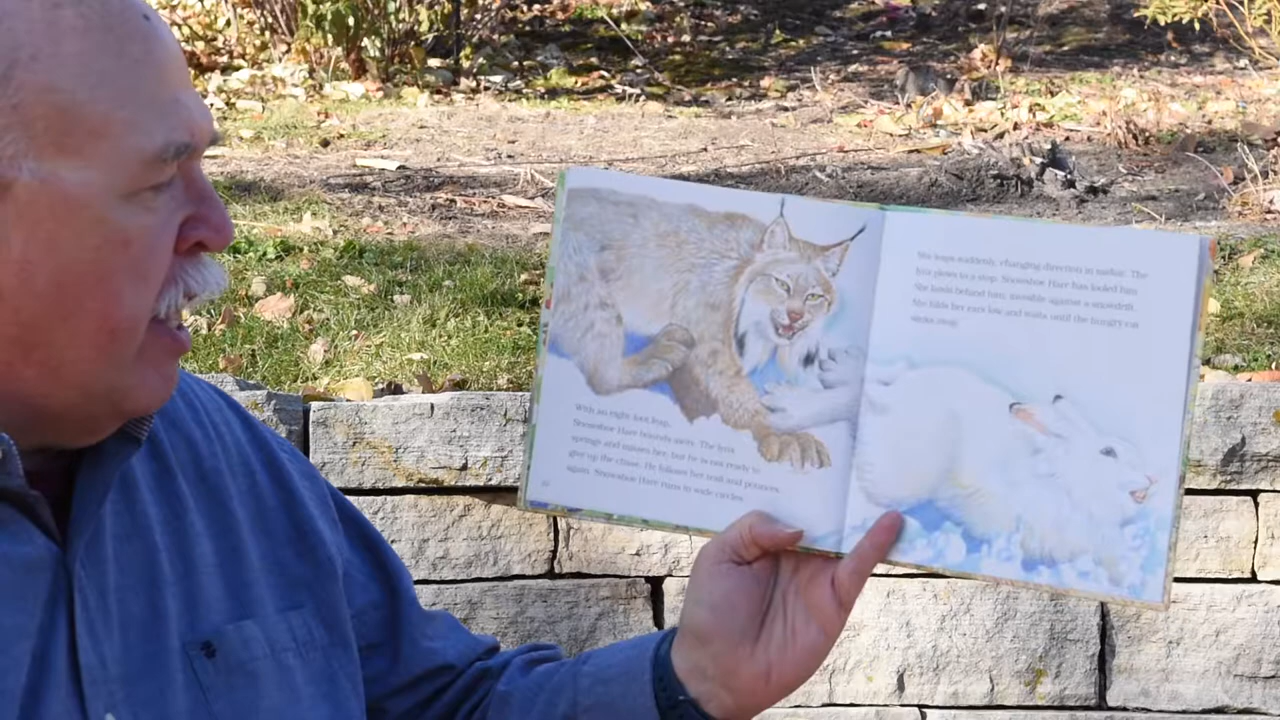 With an eight foot leap,
Snowshoe Hare bounds away. The lynx
springs and misses her, but he is not ready to
give up the chase. He follows her trail and pounces
again. Snowshoe Hare runs in wide circles.
She stops suddenly, changing direction in midair. The
lynx plows to a stop. Snowshoe Hare has fooled him.
She lands behind him, invisible against a snowdrift.
She folds her ears low and waits until the hungry cat
slinks away.